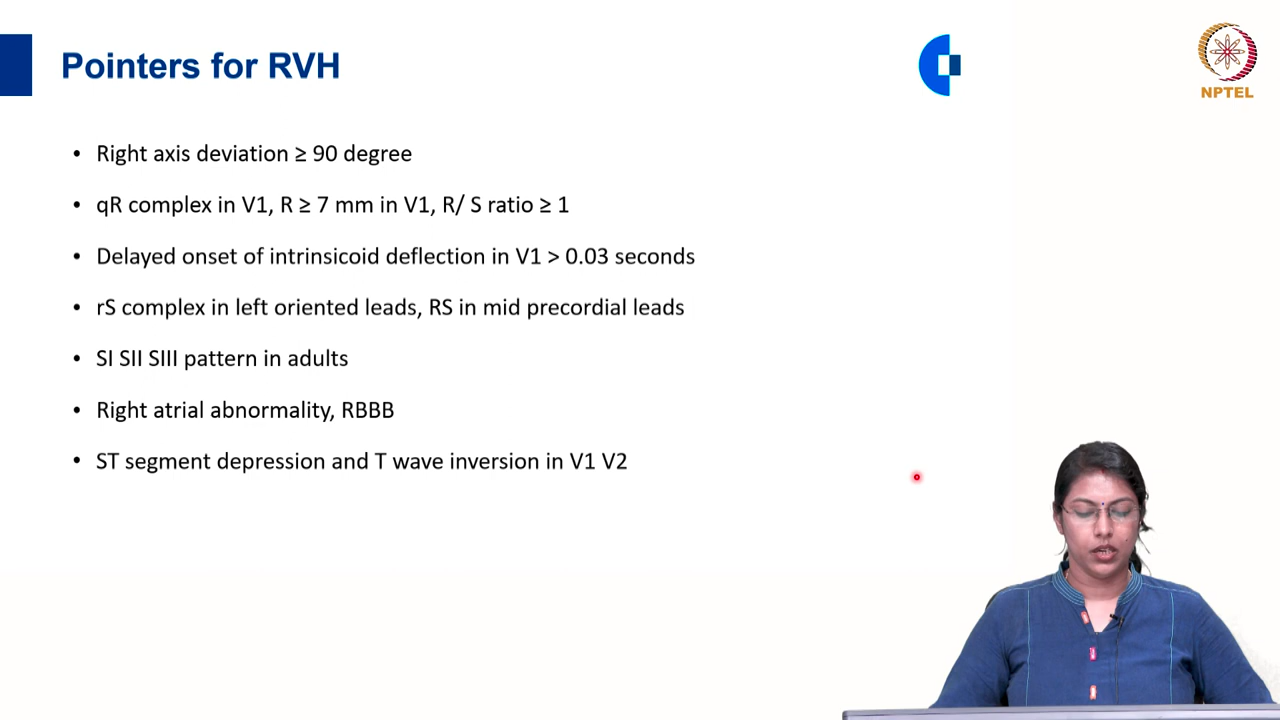 Pointers for RVH
NPTEL
• Right axis deviation ≥ 90 degree
• qR complex in V1, R ≥ 7 mm in V1, R/ S ratio ≥ 1
• Delayed onset of intrinsicoid deflection in V1 > 0.03 seconds
• rS complex in left oriented leads, RS in mid precordial leads
• SI SII SIII pattern in adults
• Right atrial abnormality, RBBB
• ST segment depression and T wave inversion in V1 V2